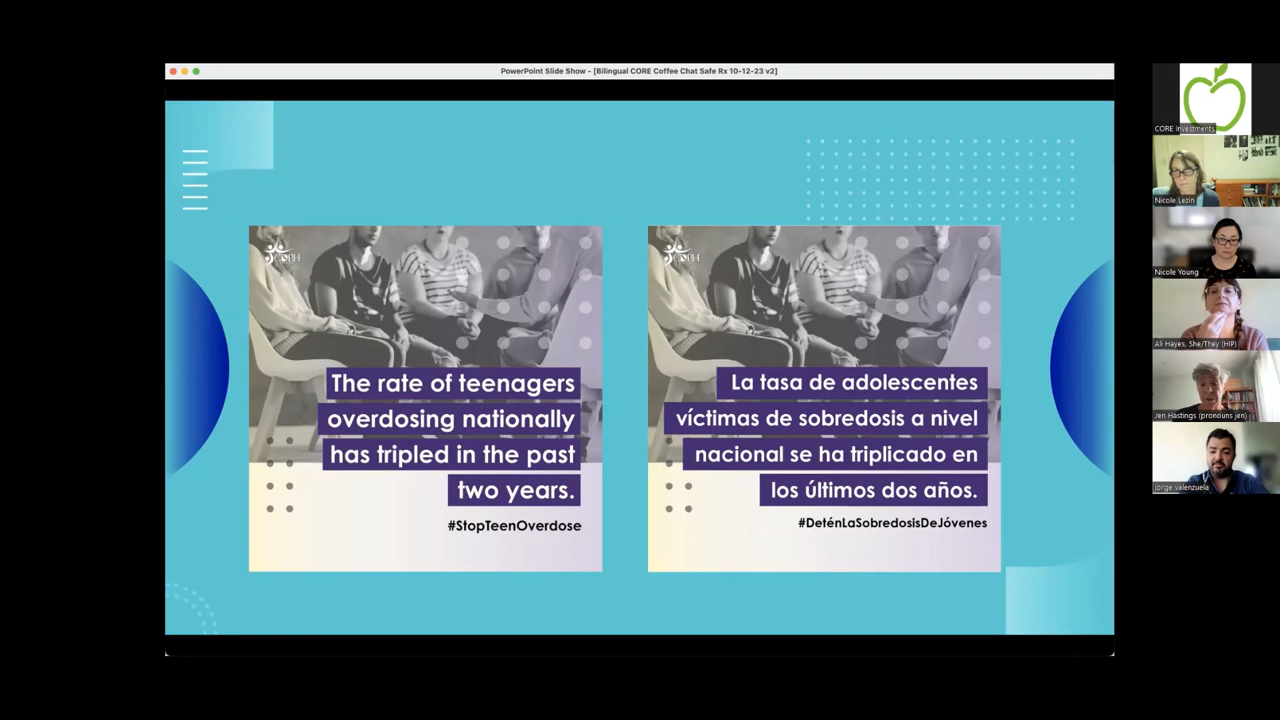 PowerPoint Slide Show - [Bilingual CORE Coffee Chat Safe Rx 10-12-23 v2]
CDPH
The rate of teenagers
overdosing nationally
has tripled in the past
two years.
#StopTeenOverdose
CDPH
La tasa de adolescentes
víctimas de sobredosis a nivel
nacional se ha triplicado en
los últimos dos años.
#DeténLaSobredosisDeJóvenes
CORE Investments
Nicole Lezin
Nicole Young
Ali Hayes, She/They (HIP)
Jen Hastings (pronouns jen)
jorge valenzuela